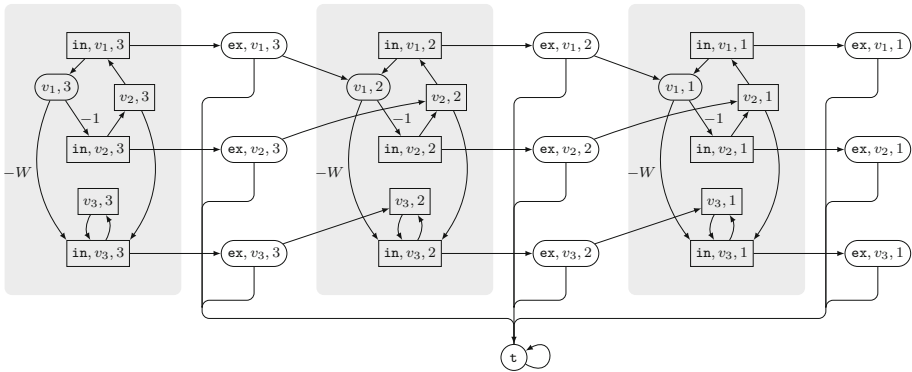 in, v₁, 3 ex, v₁, 3 in, v₁, 2 ex, v₁, 2 in, v₁, 1 ex, v₁, 1
v₁, 3 v₂, 3 v₁, 2 v₂, 2 v₁, 1 v₂, 1
−1 −1 −1
in, v₂, 3 ex, v₂, 3 in, v₂, 2 ex, v₂, 2 in, v₂, 1 ex, v₂, 1
−W −W −W
v₃, 3 v₃, 2 v₃, 1
in, v₃, 3 ex, v₃, 3 in, v₃, 2 ex, v₃, 2 in, v₃, 1 ex, v₃, 1
t